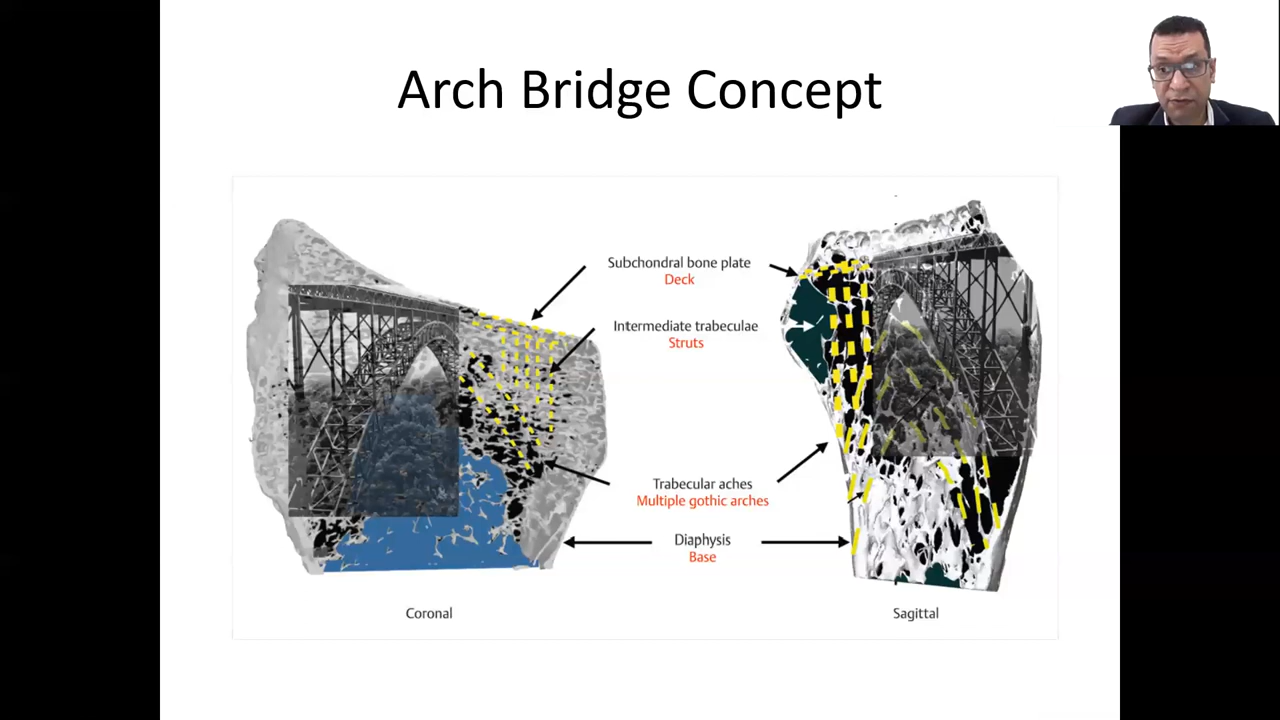 Arch Bridge Concept
Subchondral bone plate
Deck
Intermediate trabeculae
Struts
Trabecular aches
Multiple gothic arches
Diaphysis
Base
Coronal
Sagittal